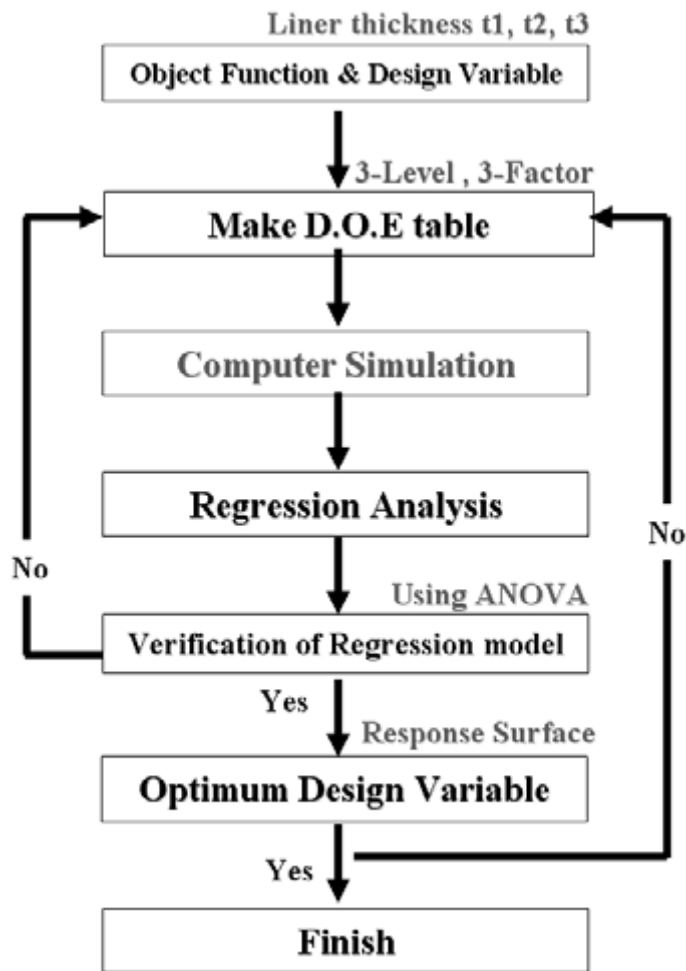 Liner thickness t1, t2, t3
Object Function & Design Variable
3-Level , 3-Factor
Make D.O.E table
Computer Simulation
Regression Analysis
No
No
Using ANOVA
Verification of Regression model
Yes
Response Surface
Optimum Design Variable
Yes
Finish